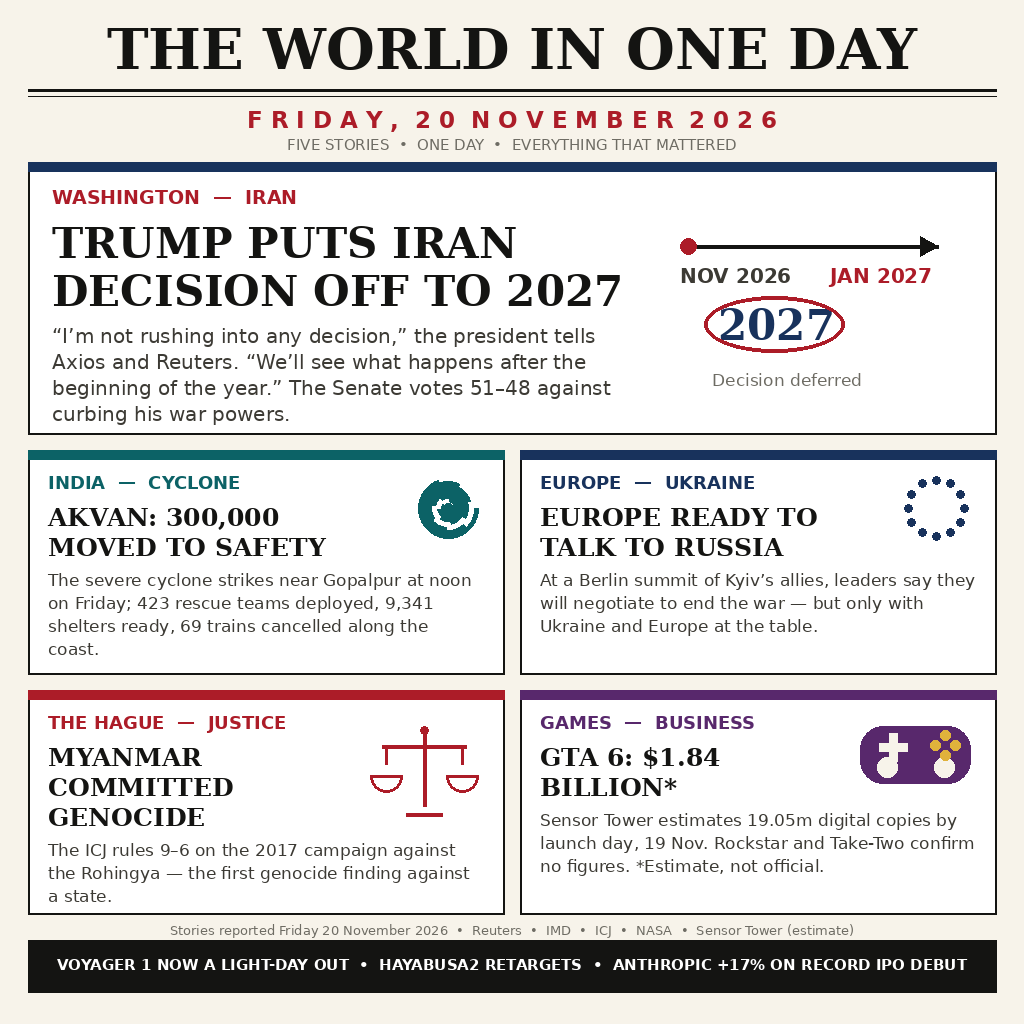 THE WORLD IN ONE DAY
FRIDAY, 20 NOVEMBER 2026
FIVE STORIES • ONE DAY • EVERYTHING THAT MATTERED
WASHINGTON — IRAN
TRUMP PUTS IRAN
DECISION OFF TO 2027
“I’m not rushing into any decision,” the president tells
Axios and Reuters. “We’ll see what happens after the
beginning of the year.” The Senate votes 51–48 against
curbing his war powers.
NOV 2026 JAN 2027
2027
Decision deferred
INDIA — CYCLONE
AKVAN: 300,000
MOVED TO SAFETY
The severe cyclone strikes near Gopalpur at noon
on Friday; 423 rescue teams deployed, 9,341
shelters ready, 69 trains cancelled along the
coast.
EUROPE — UKRAINE
EUROPE READY TO
TALK TO RUSSIA
At a Berlin summit of Kyiv’s allies, leaders say they
will negotiate to end the war — but only with
Ukraine and Europe at the table.
THE HAGUE — JUSTICE
MYANMAR
COMMITTED
GENOCIDE
The ICJ rules 9–6 on the 2017 campaign against
the Rohingya — the first genocide finding against
a state.
GAMES — BUSINESS
GTA 6: $1.84
BILLION*
Sensor Tower estimates 19.05m digital copies by
launch day, 19 Nov. Rockstar and Take-Two confirm
no figures. *Estimate, not official.
Stories reported Friday 20 November 2026 • Reuters • IMD • ICJ • NASA • Sensor Tower (estimate)
VOYAGER 1 NOW A LIGHT-DAY OUT • HAYABUSA2 RETARGETS • ANTHROPIC +17% ON RECORD IPO DEBUT